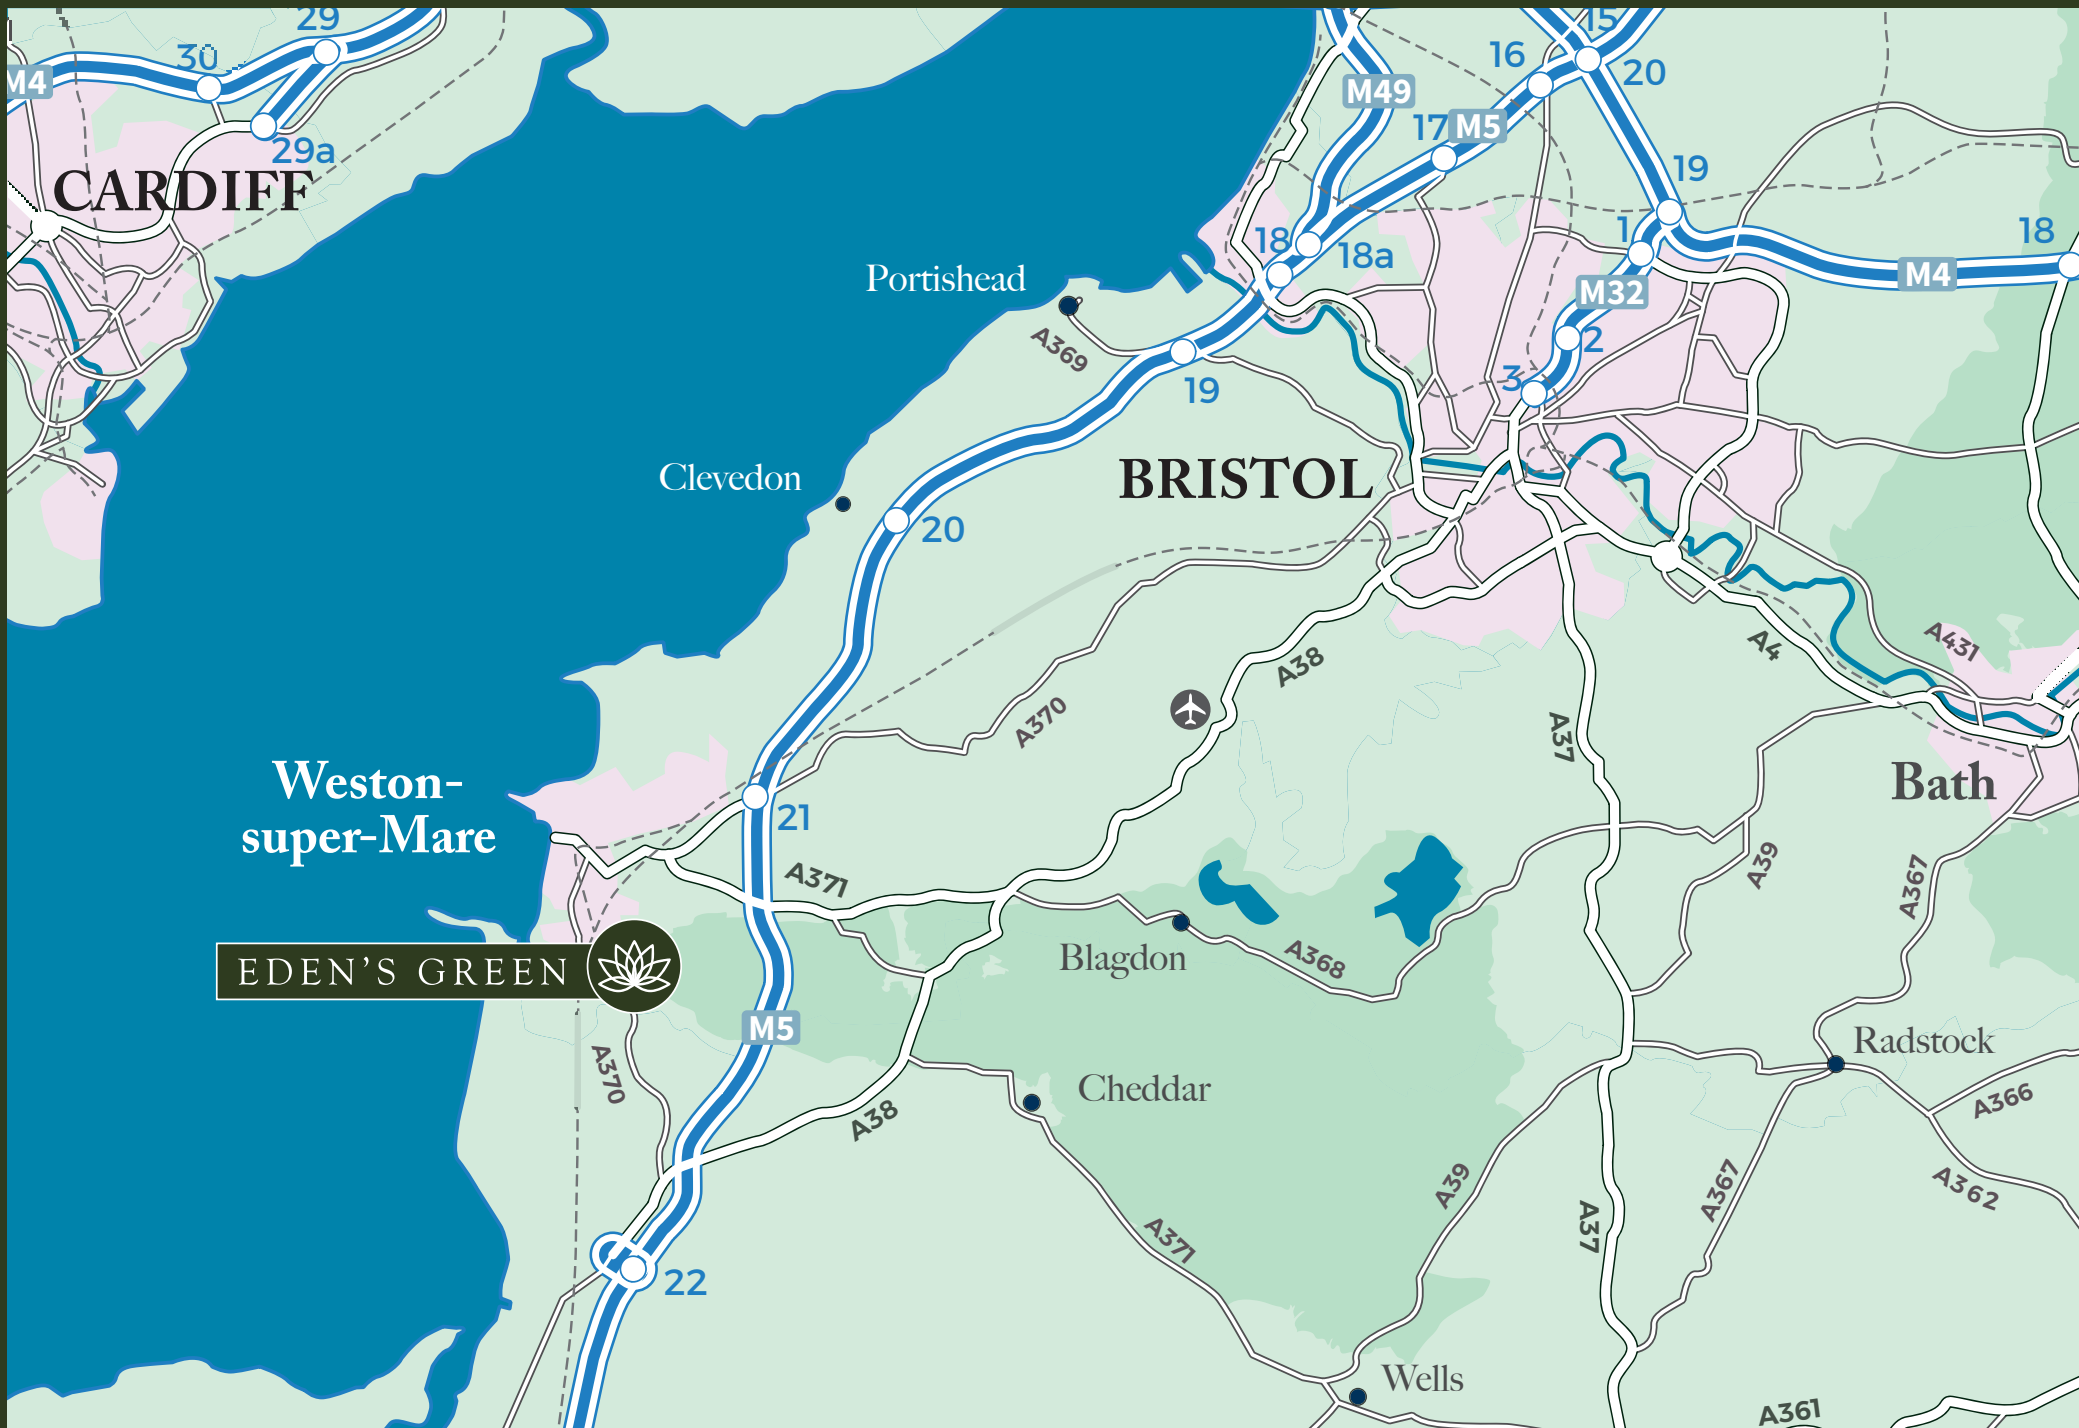 29
30
M4
29a
CARDIFF
15
16
20
M49
17
M5
19
18
18a
1
18
M4
M32
2
3
Portishead
A369
19
Clevedon
BRISTOL
20
A431
A4
A38
A370
A37
Weston-
super-Mare
Bath
21
A371
A39
A367
EDEN'S GREEN
Blagdon
A368
M5
Radstock
A370
Cheddar
A38
A366
A39
A367
A362
A37
A371
22
Wells
A361